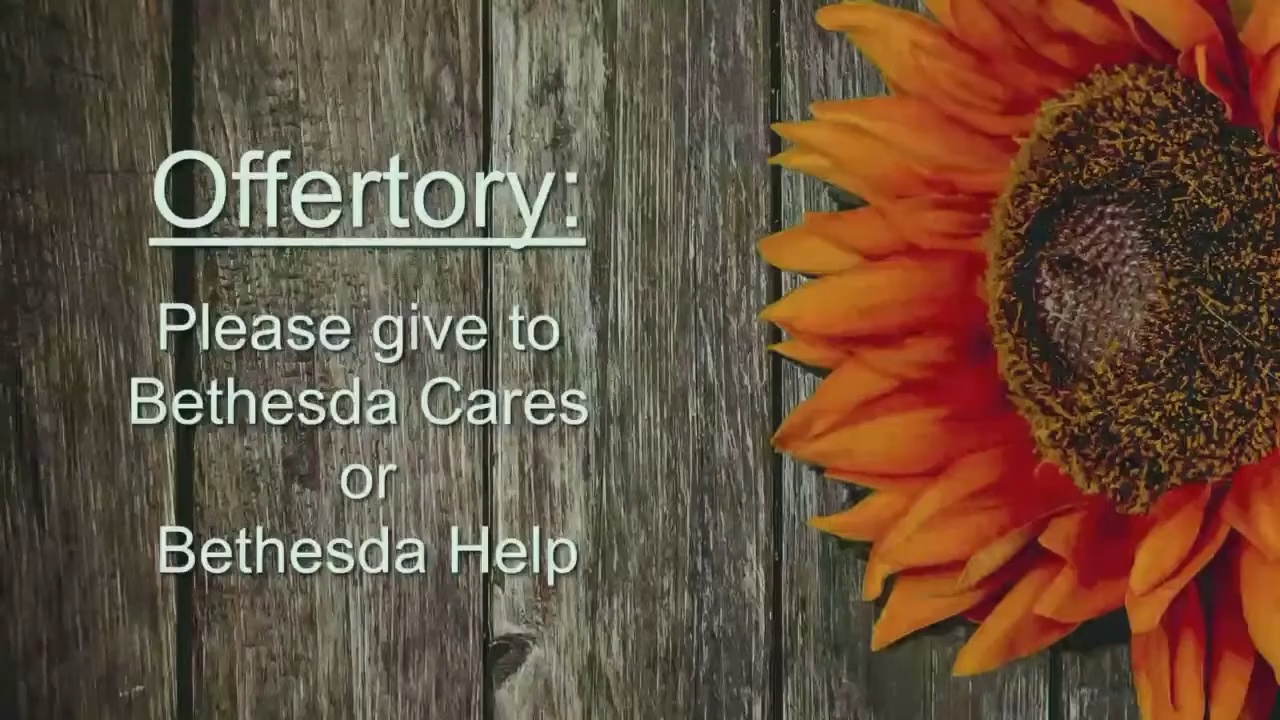 Offertory:
Please give to
Bethesda Cares
or
Bethesda Help